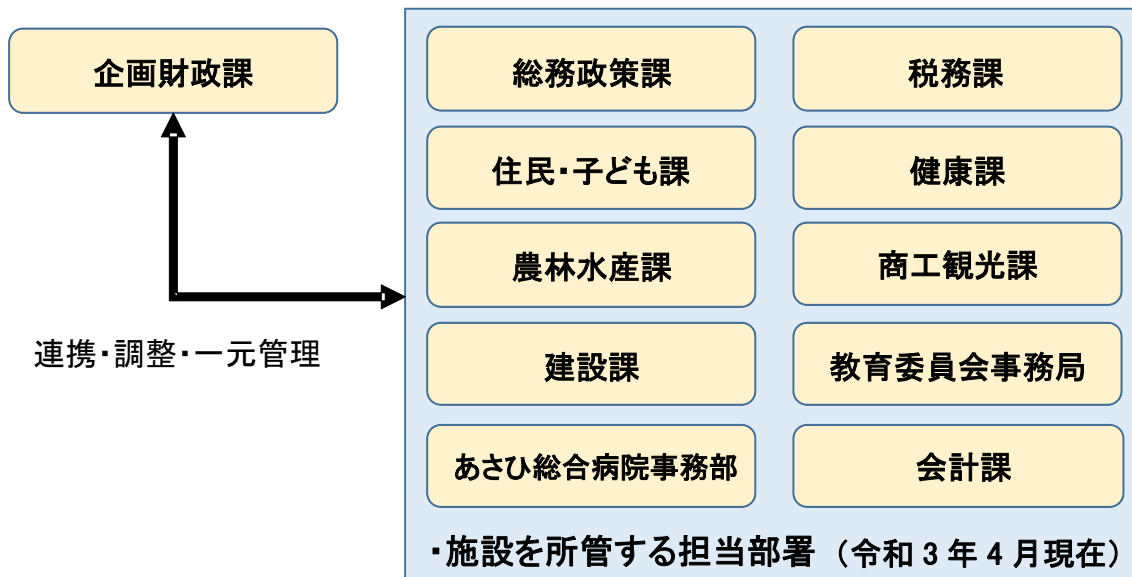 企画財政課
連携・調整・一元管理
総務政策課
税務課
住民・子ども課
健康課
農林水産課
商工観光課
建設課
教育委員会事務局
あさひ総合病院事務部
会計課
・施設を所管する担当部署 （令和 3 年 4 月現在）